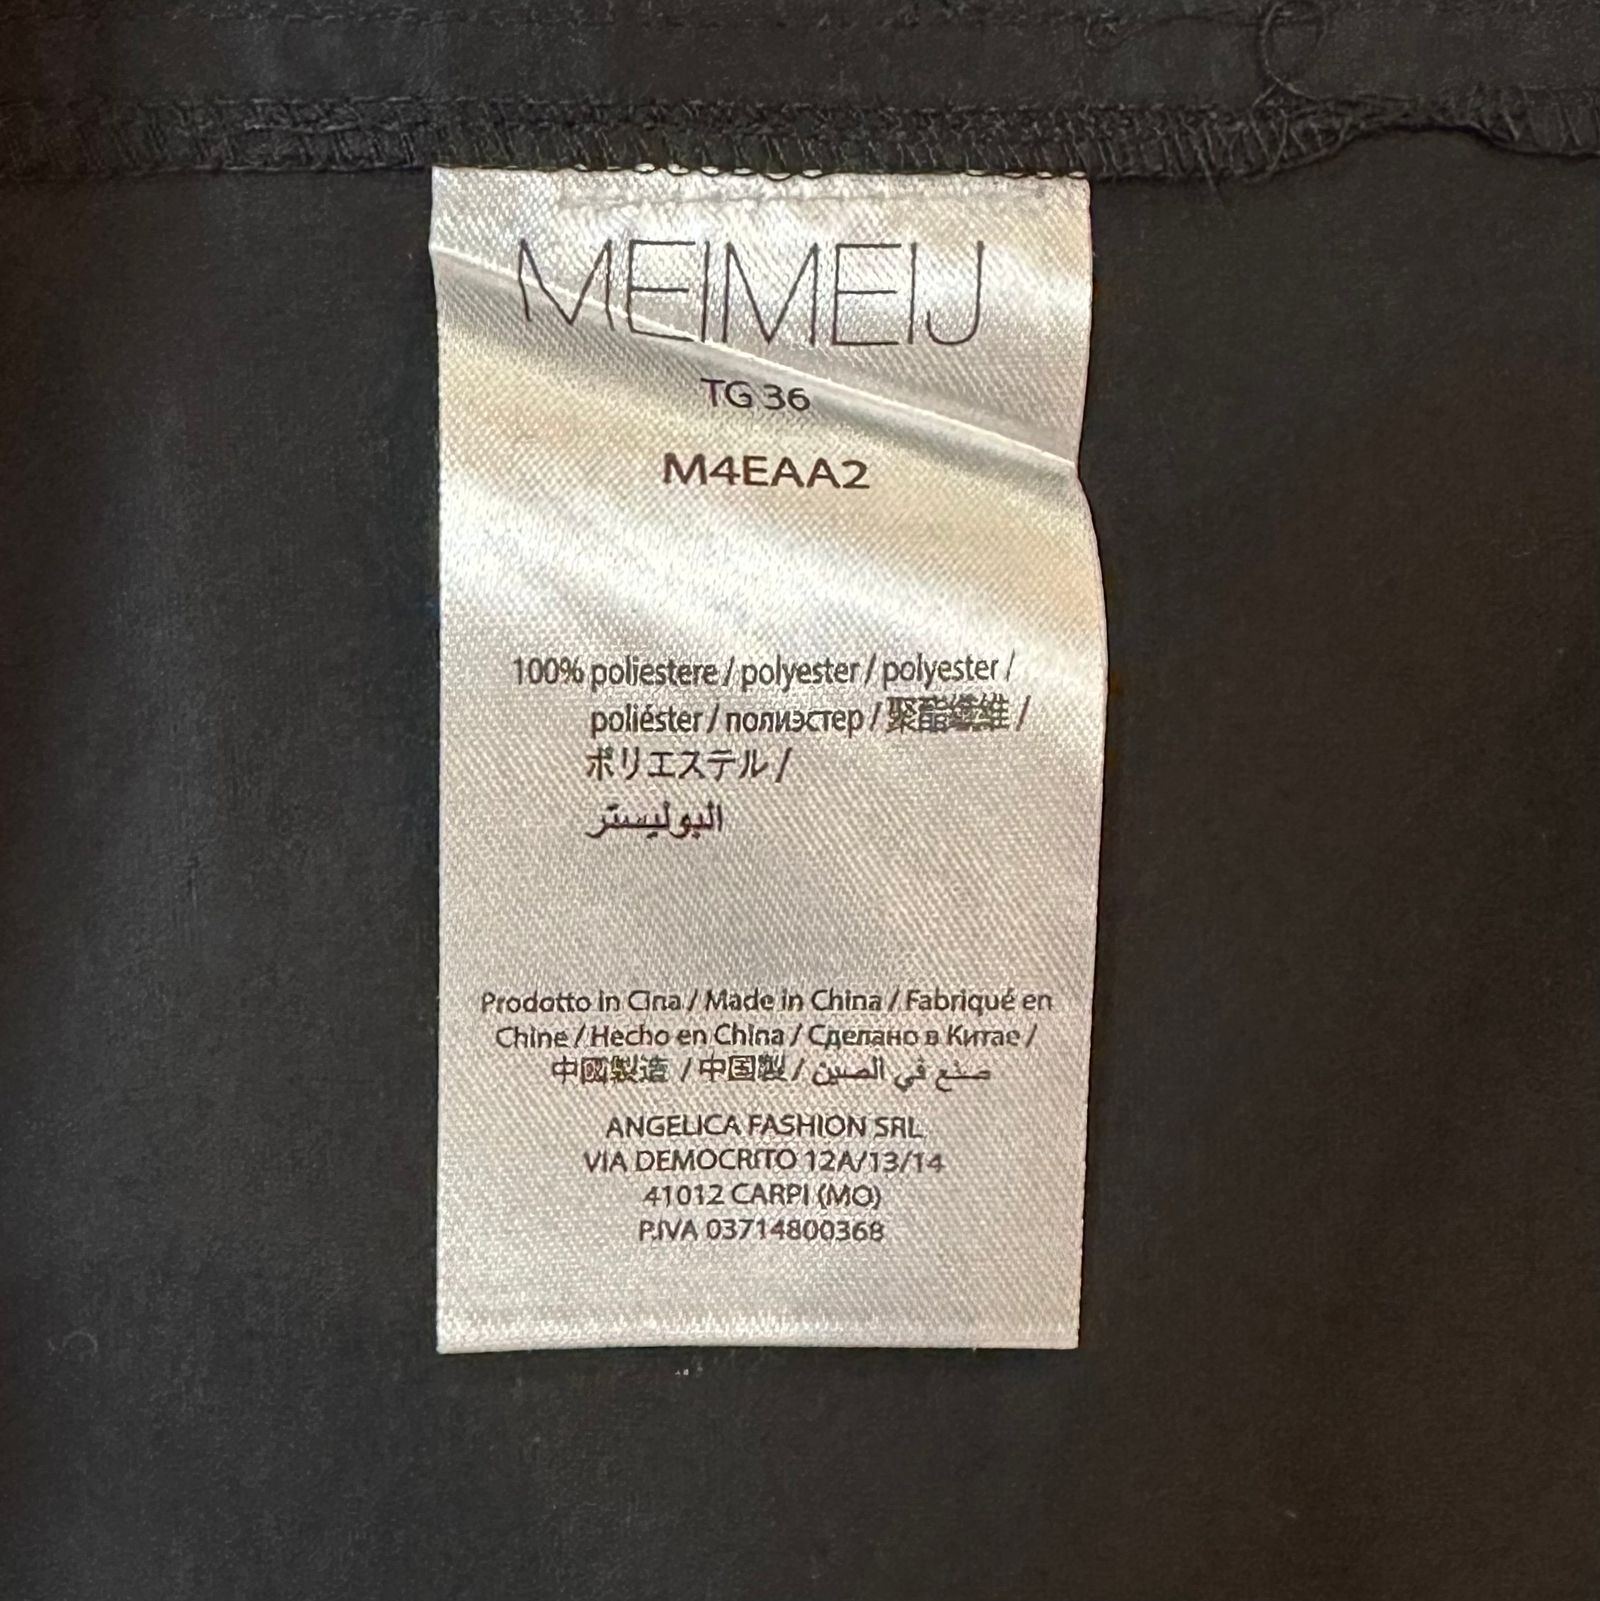 MEIMEIJ
TG 36
M4EAA2
100% poliestere / polyester / polyester /
poliéster / полиэстер / 聚酯纖維 /
ポリエステル /
البوليستر
Prodotto in Cina / Made in China / Fabriqué en
Chine / Hecho en China / Сделано в Китае /
中國製造 / 中国製 / صنع في الصين
ANGELICA FASHION SRL
VIA DEMOCRITO 12A/13/14
41012 CARPI (MO)
P.IVA 03714800368